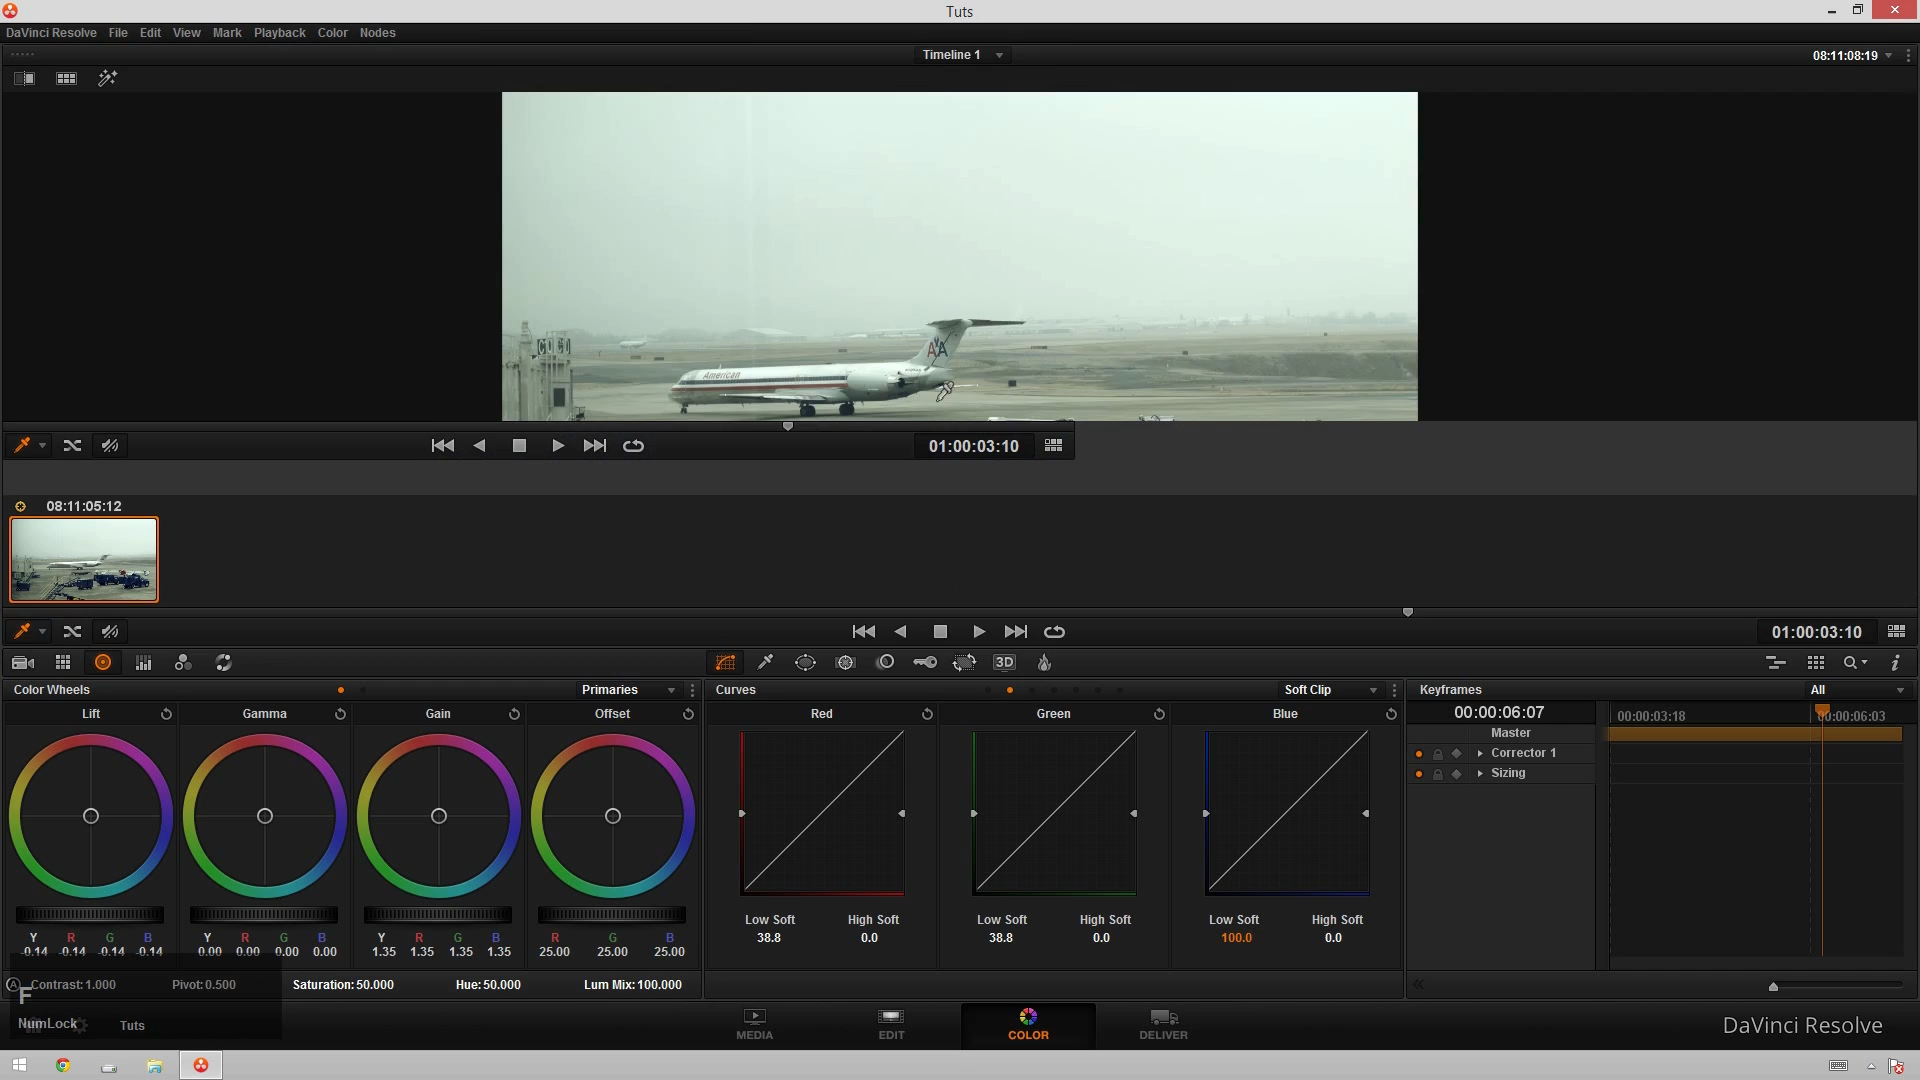 Tuts
DaVinci Resolve File Edit View Mark Playback Color Nodes
Timeline 1
08:11:08:19
American
AA
01:00:03:10
08:11:05:12
01:00:03:10
3D
Color Wheels
Primaries
Curves
Soft Clip
Keyframes
All
Lift
Gamma
Gain
Offset
Red
Green
Blue
00:00:06:07
00:00:03:18
00:00:06:03
Master
Corrector 1
Sizing
Low Soft High Soft
38.8 0.0
Low Soft High Soft
38.8 0.0
Low Soft High Soft
100.0 0.0
Y R G B
-0.14 -0.14 -0.14 -0.14
Y R G B
0.00 0.00 0.00 0.00
Y R G B
1.35 1.35 1.35 1.35
R G B
25.00 25.00 25.00
A
Contrast:1.000
Pivot:0.500
Saturation:50.000
Hue:50.000
Lum Mix:100.000
F
NumLock
Tuts
MEDIA
EDIT
COLOR
DELIVER
DaVinci Resolve